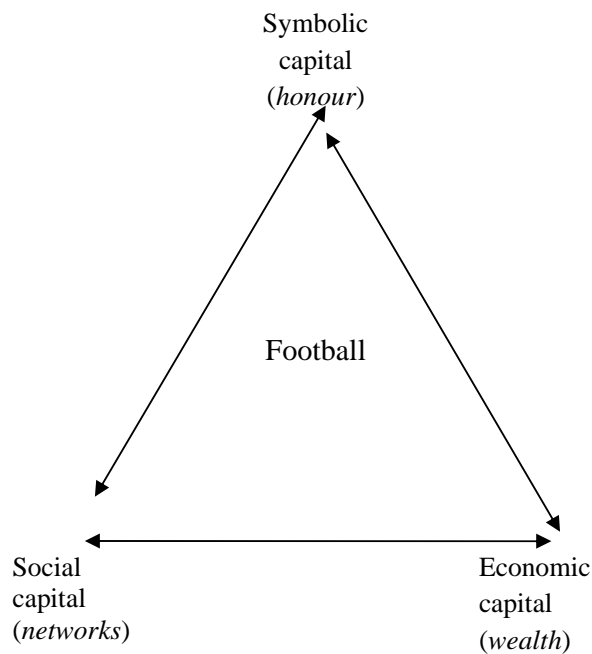 Symbolic
capital
(honour)
Football
Social
capital
(networks)
Economic
capital
(wealth)